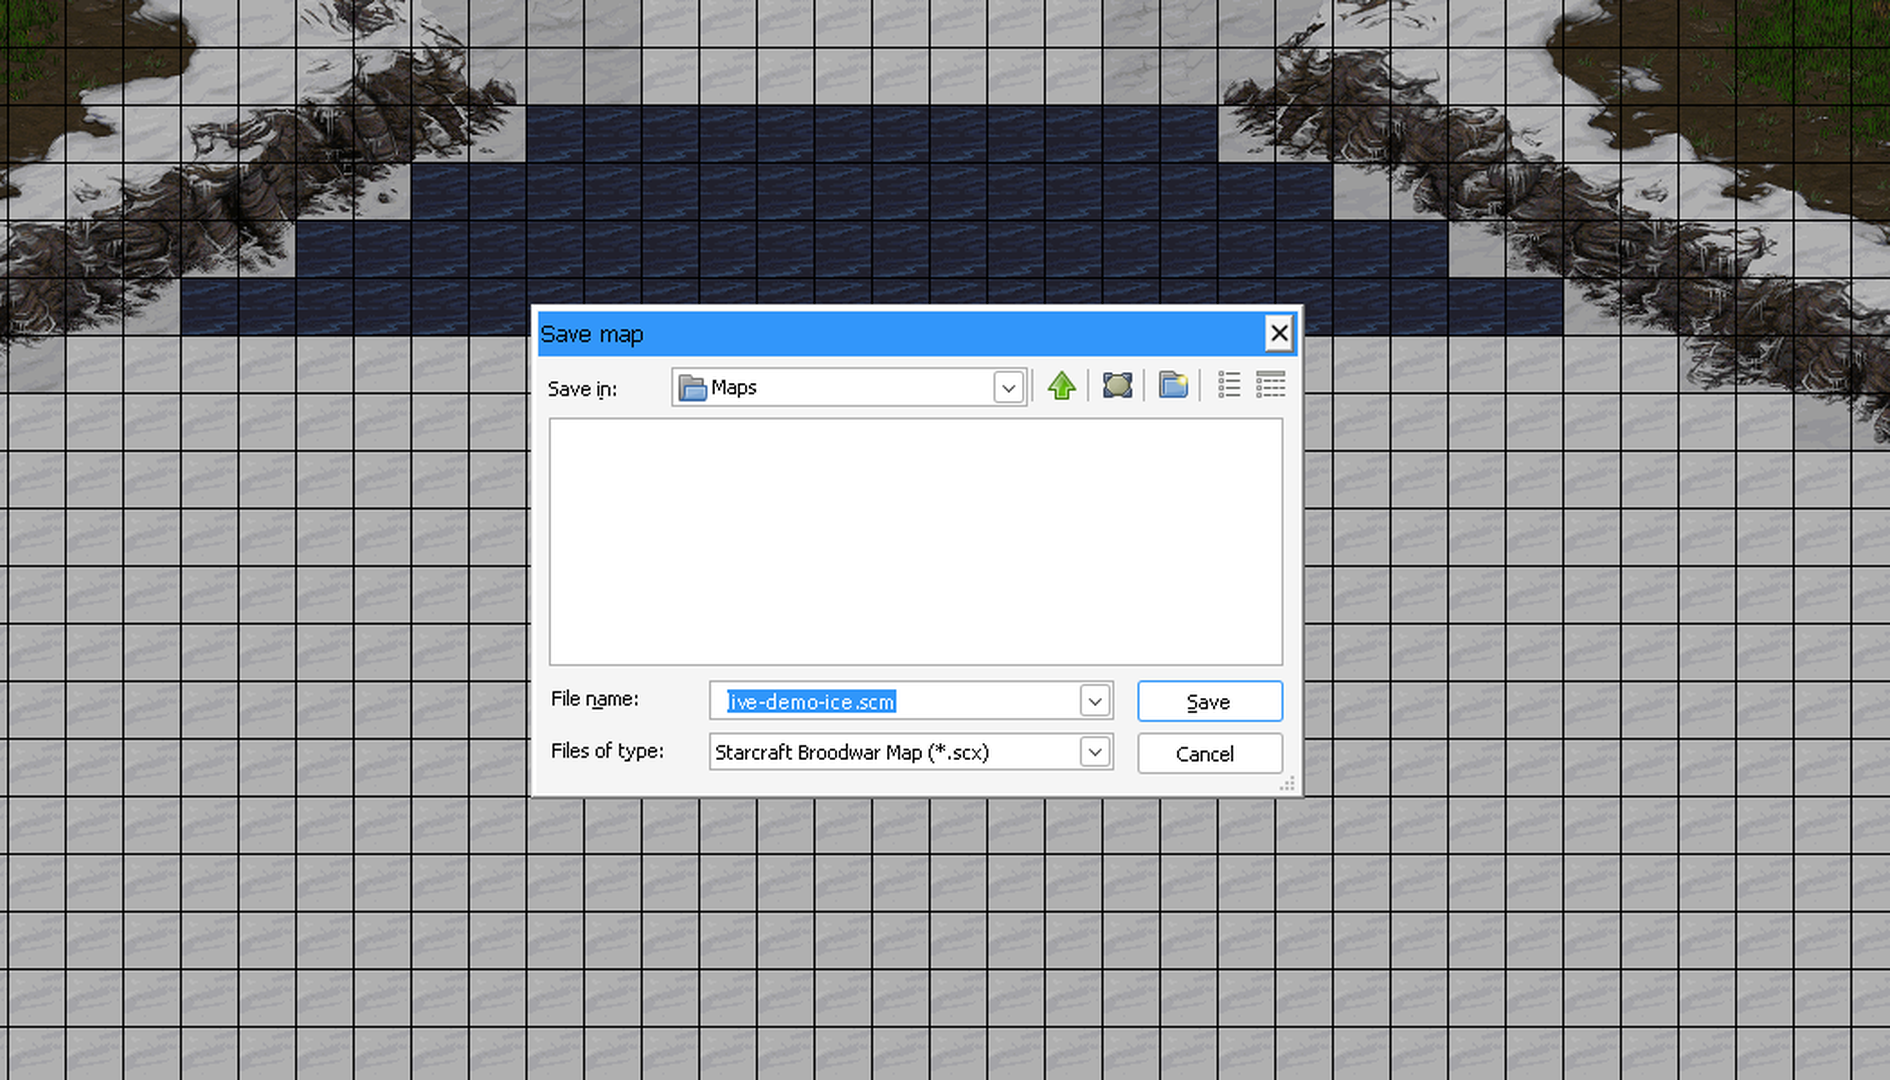 Save map
Save in:
Maps
File name:
live-demo-ice.scm
Save
Files of type:
Starcraft Broodwar Map (*.scx)
Cancel